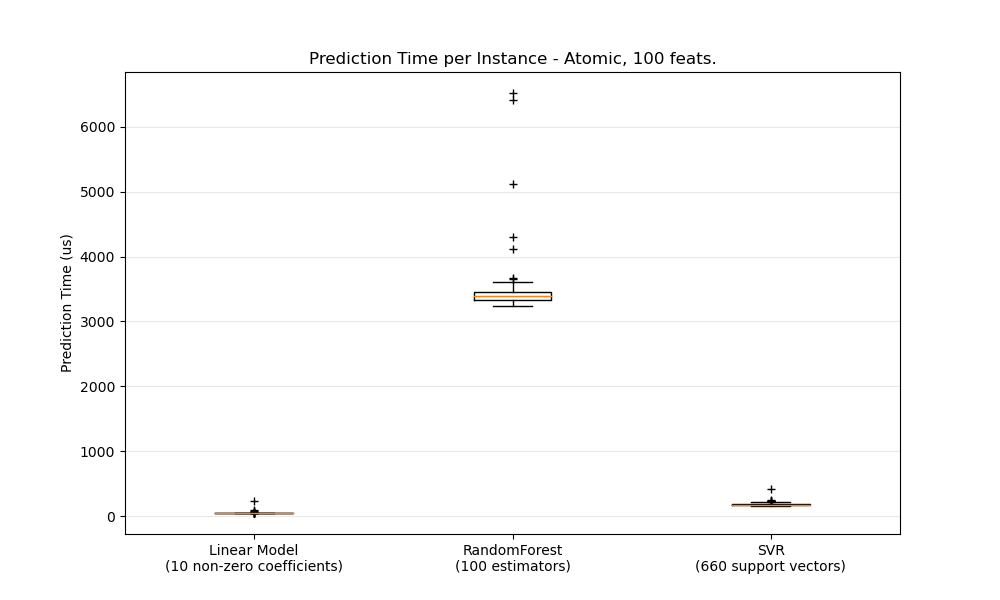 Prediction Time per Instance - Atomic, 100 feats.
Prediction Time (us)
6000
5000
4000
3000
2000
1000
0
Linear Model
(10 non-zero coefficients)
RandomForest
(100 estimators)
SVR
(660 support vectors)